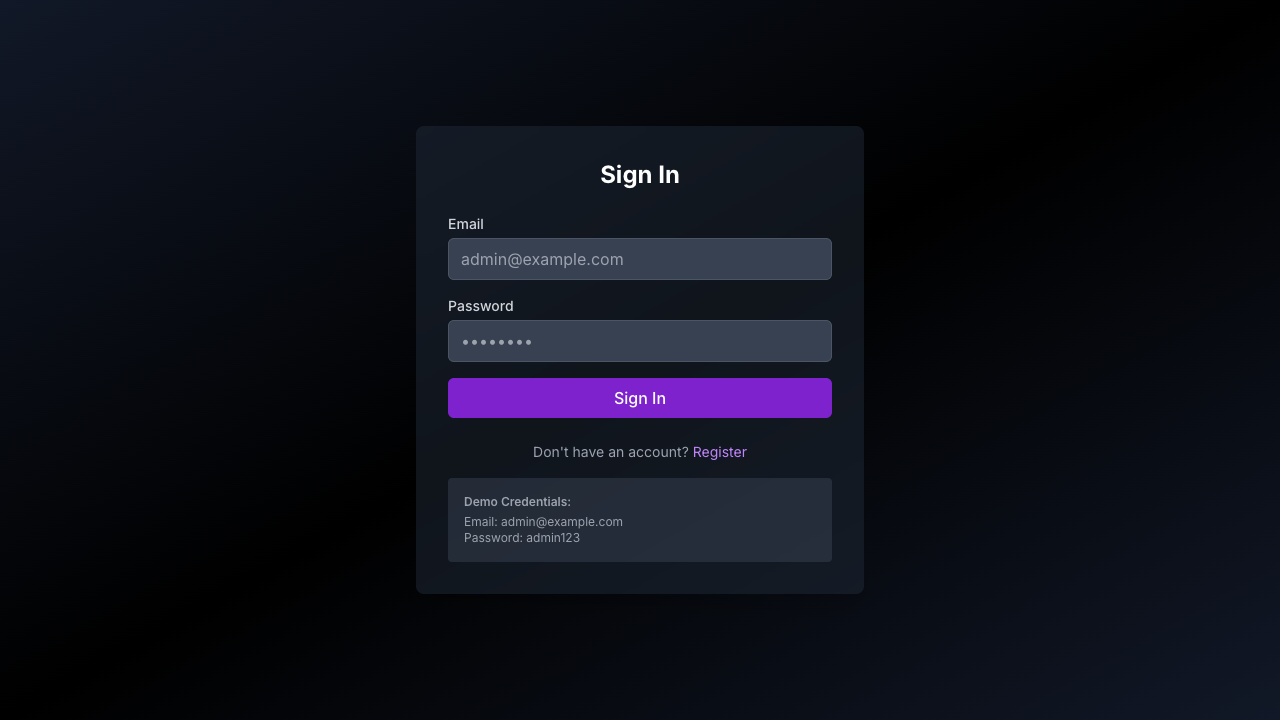 Sign In
Email
admin@example.com
Password
••••••••
Sign In
Don't have an account? Register
Demo Credentials:
Email: admin@example.com
Password: admin123